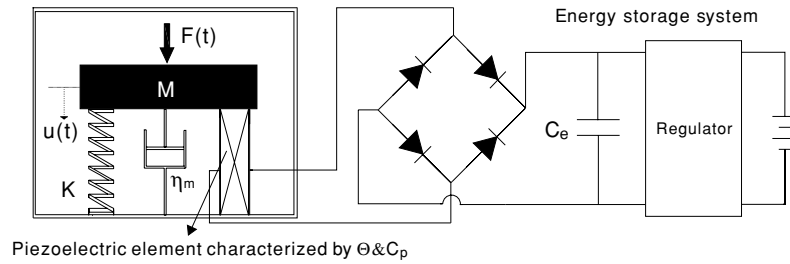 Energy storage system
F(t)
M
u(t)
K
ηm
Ce
Regulator
Piezoelectric element characterized by Θ&Cp